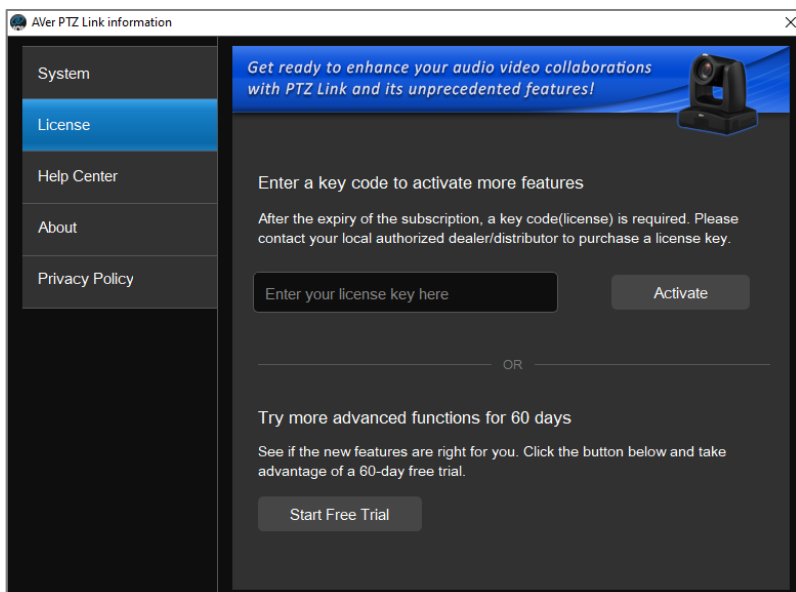 AVer PTZ Link information
System
License
Help Center
About
Privacy Policy
Get ready to enhance your audio video collaborations
with PTZ Link and its unprecedented features!
Enter a key code to activate more features
After the expiry of the subscription, a key code(license) is required. Please
contact your local authorized dealer/distributor to purchase a license key.
Enter your license key here
Activate
OR
Try more advanced functions for 60 days
See if the new features are right for you. Click the button below and take
advantage of a 60-day free trial.
Start Free Trial